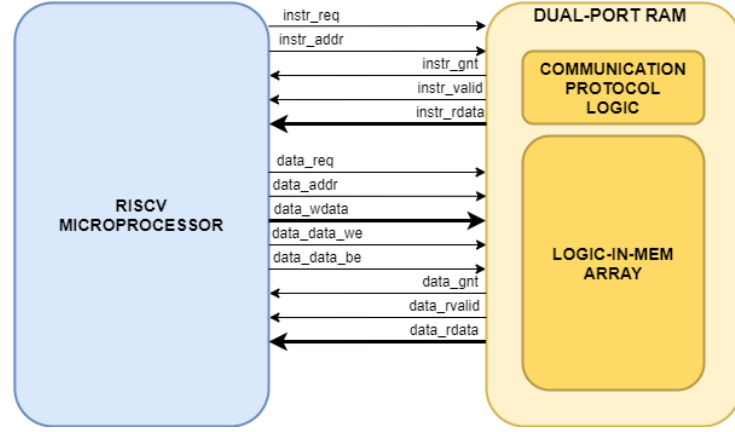 instr_req
instr_addr
instr_gnt
instr_valid
instr_rdata
data_req
data_addr
data_wdata
data_data_we
data_data_be
data_gnt
data_rvalid
data_rdata
RISCV
MICROPROCESSOR
DUAL-PORT RAM
COMMUNICATION
PROTOCOL
LOGIC
LOGIC-IN-MEM
ARRAY